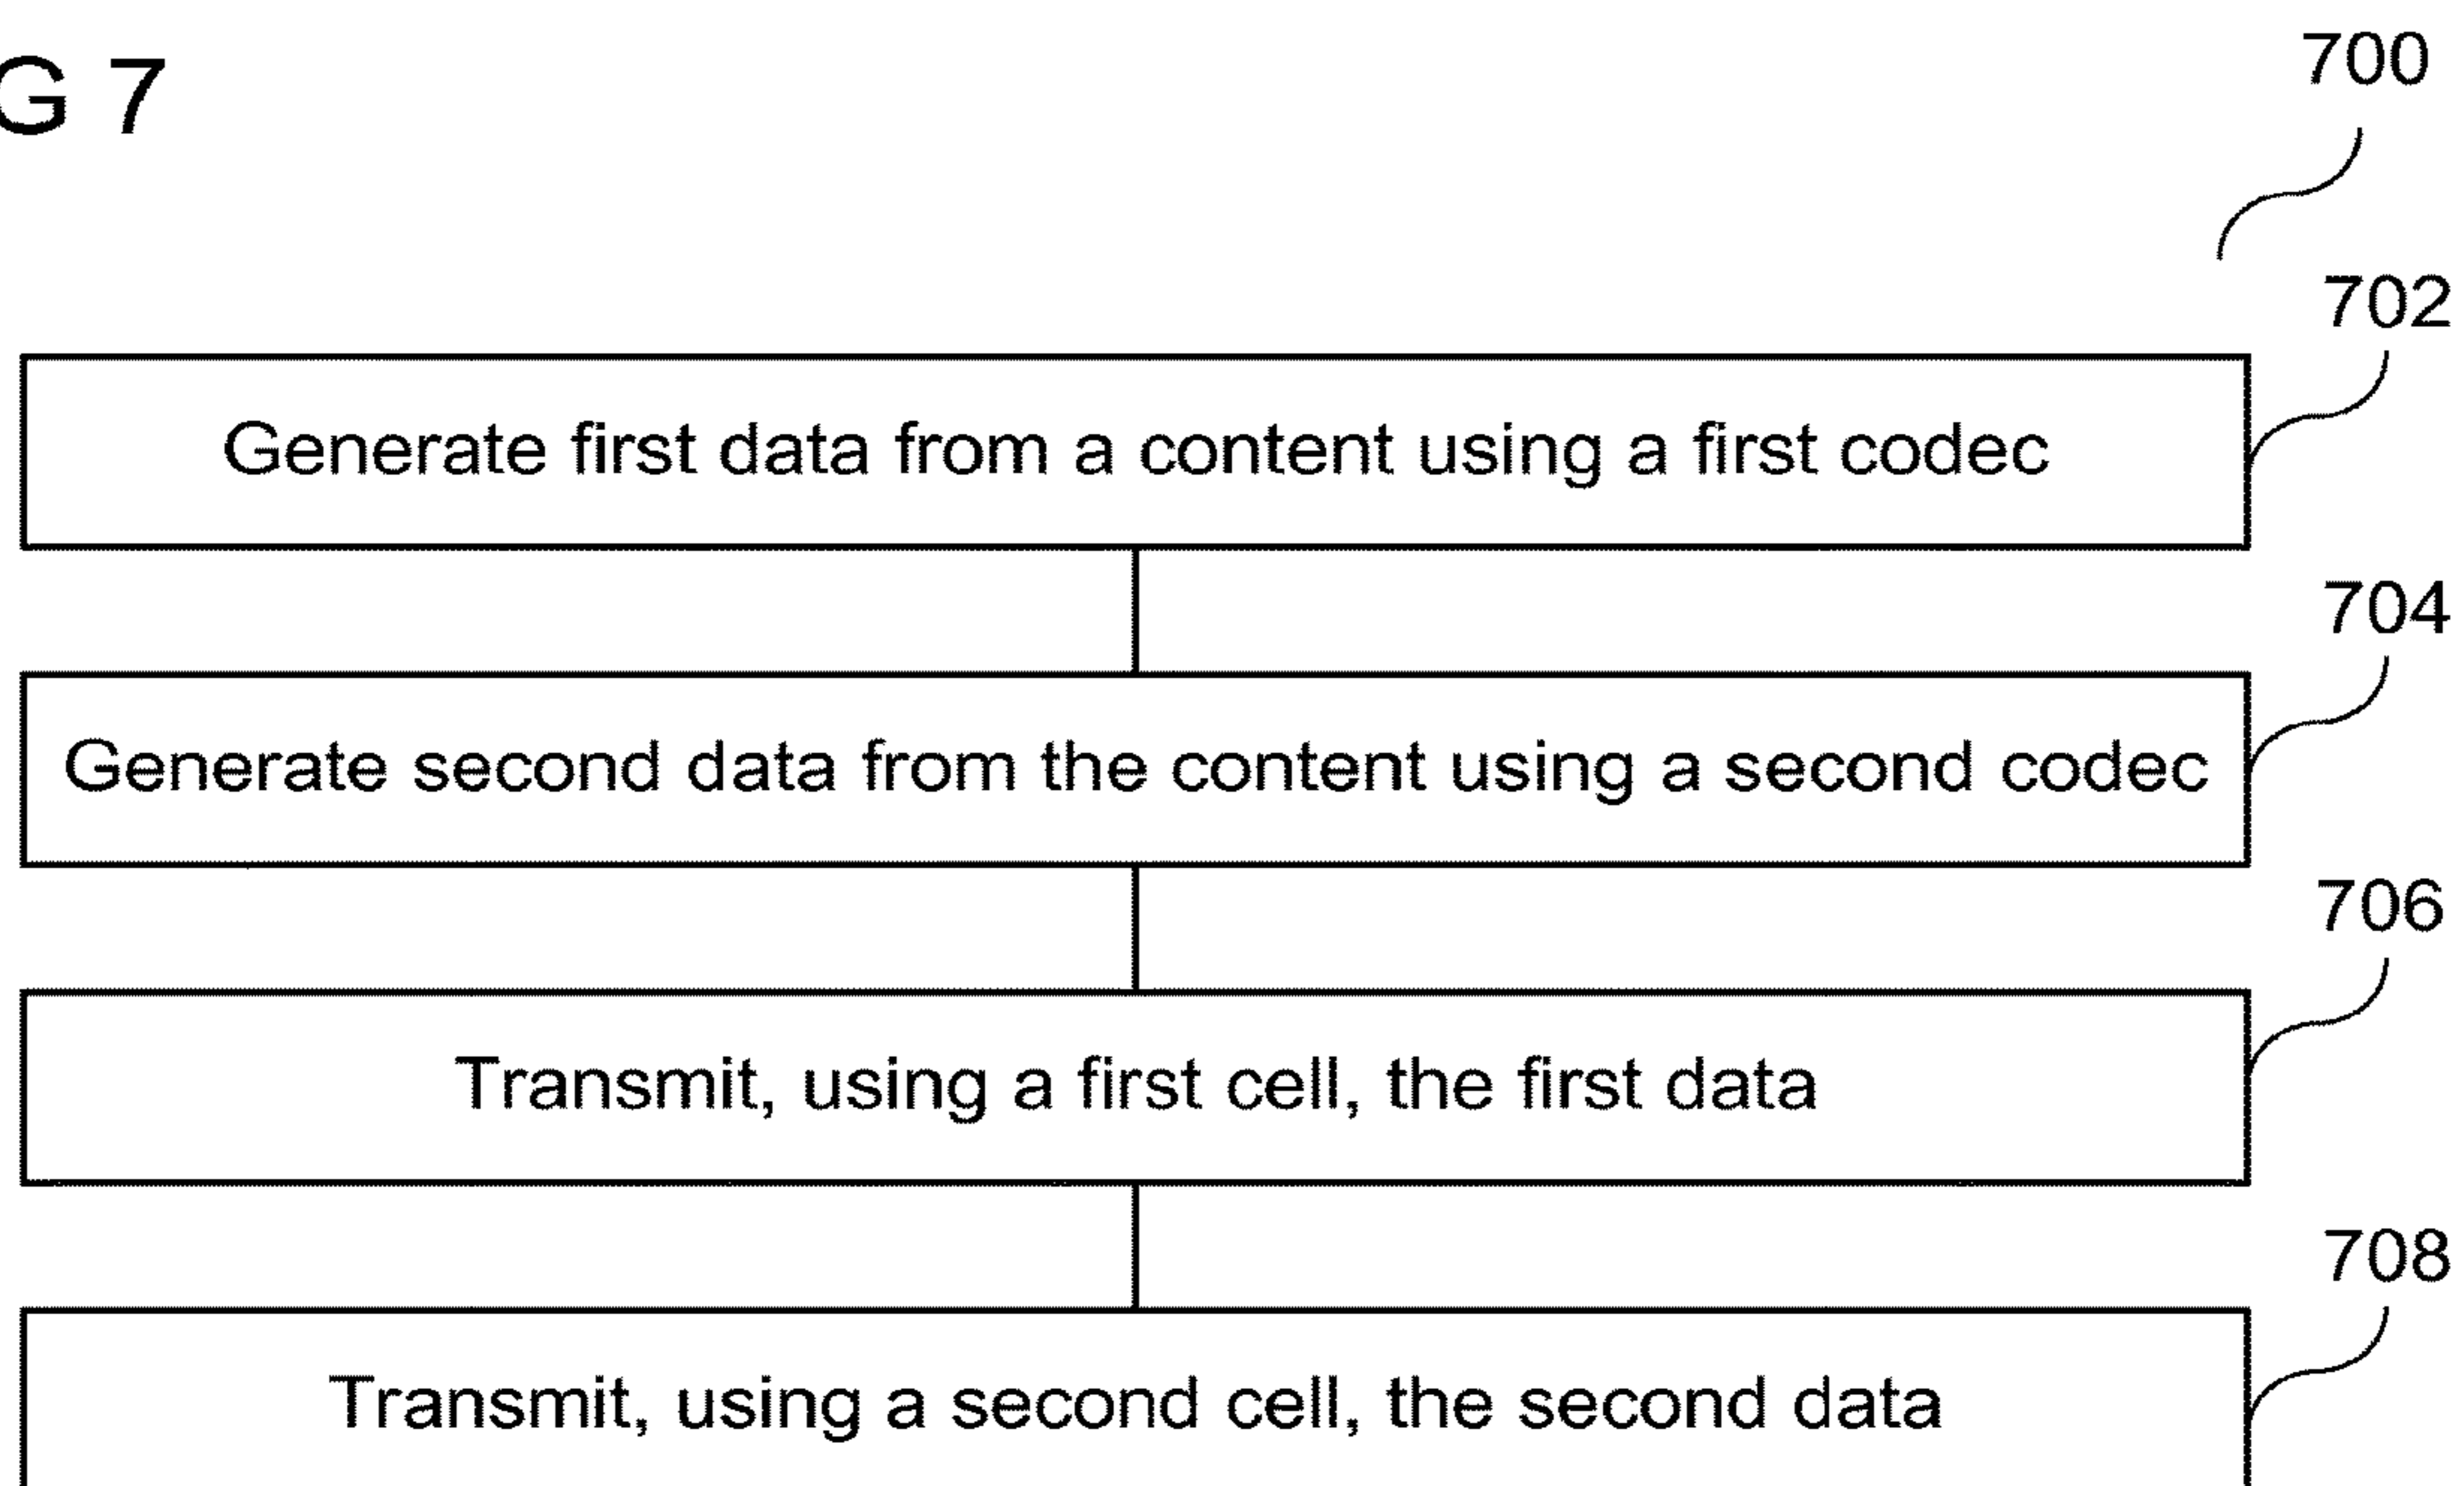 G 7
700
702
Generate first data from a content using a first codec
704
Generate second data from the content using a second codec
706
Transmit, using a first cell, the first data
708
Transmit, using a second cell, the second data